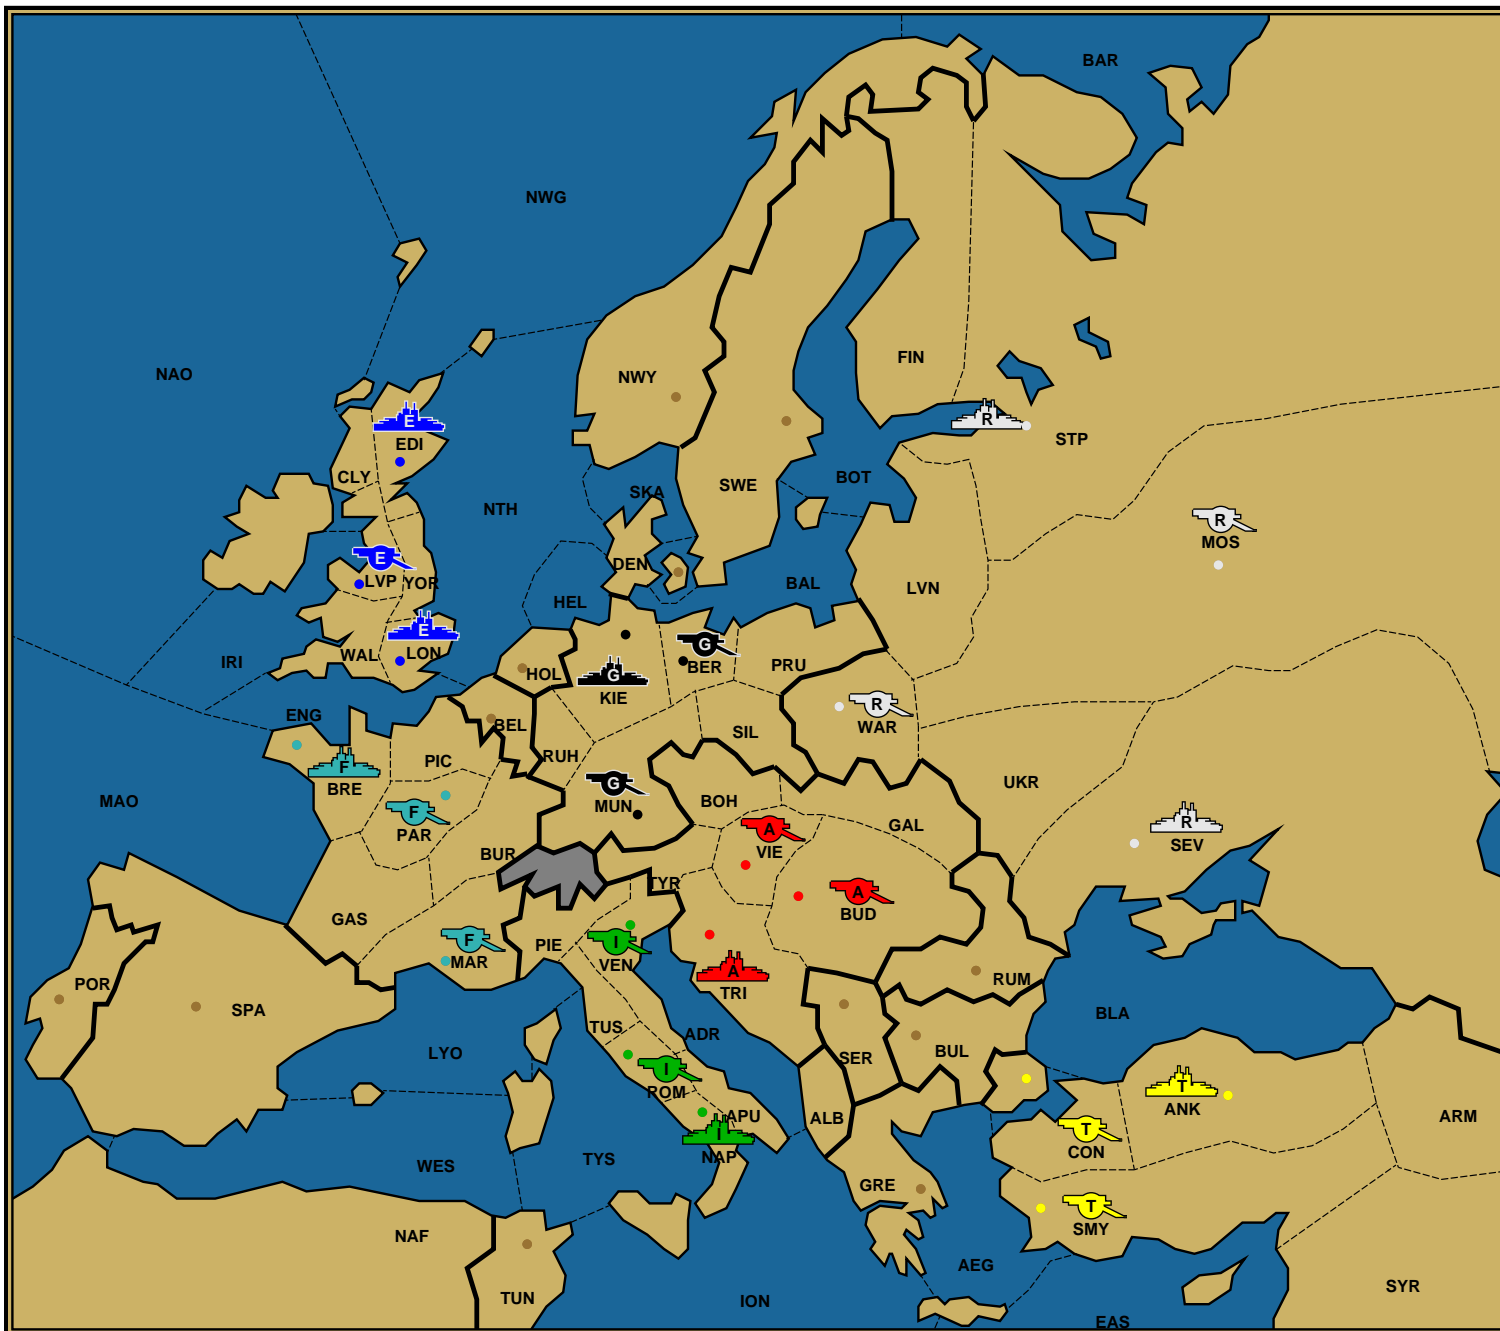 BAR
NWG
NAO
FIN
NWY
R
E
EDI
STP
CLY
BOT
SWE
SKA
NTH
R
MOS
E
LVP
YOR
DEN
BAL
LVN
HEL
E
LON
WAL
IRI
G
BER
PRU
HOL
G
KIE
R
WAR
ENG
BEL
SIL
PIC
RUH
F
BRE
UKR
G
MUN
BOH
MAO
F
PAR
A
VIE
GAL
R
SEV
BUR
TYR
A
BUD
GAS
F
MAR
PIE
I
VEN
A
TRI
RUM
POR
SPA
BLA
TUS
ADR
LYO
SER
BUL
I
ROM
T
ANK
APU
ALB
ARM
I
NAP
T
CON
WES
TYS
GRE
T
SMY
NAF
AEG
SYR
TUN
ION
EAS